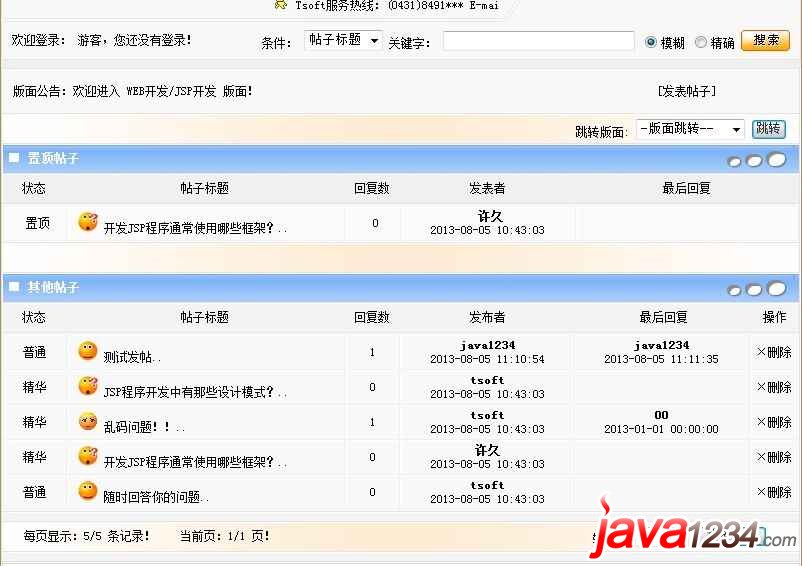 Tsoft服务热线: (0431)8491*** E-mai
欢迎登录: 游客, 您还没有登录! 条件: 帖子标题 关键字: 模糊 精确 搜索
版面公告: 欢迎进入 WEB开发/JSP开发 版面! [发表帖子]
跳转版面: -版面跳转-- 跳转
置顶帖子
状态 帖子标题 回复数 发表者 最后回复
置顶 开发JSP程序通常使用哪些框架?.. 0 许久
2013-08-05 10:43:03
其他帖子
状态 帖子标题 回复数 发布者 最后回复 操作
普通 测试发帖.. 1 java1234 java1234 ×删除
2013-08-05 11:10:54 2013-08-05 11:11:35
精华 JSP程序开发中有那些设计模式?.. 0 tsoft ×删除
2013-08-05 10:43:03
精华 乱码问题!!.. 1 tsoft OO ×删除
2013-08-05 10:43:03 2013-01-01 00:00:00
精华 开发JSP程序通常使用哪些框架?.. 0 许久 ×删除
2013-08-05 10:43:03
普通 随时回答你的问题.. 0 tsoft ×删除
2013-08-05 10:43:03
每页显示: 5/5 条记录! 当前页: 1/1 页!
java1234.com